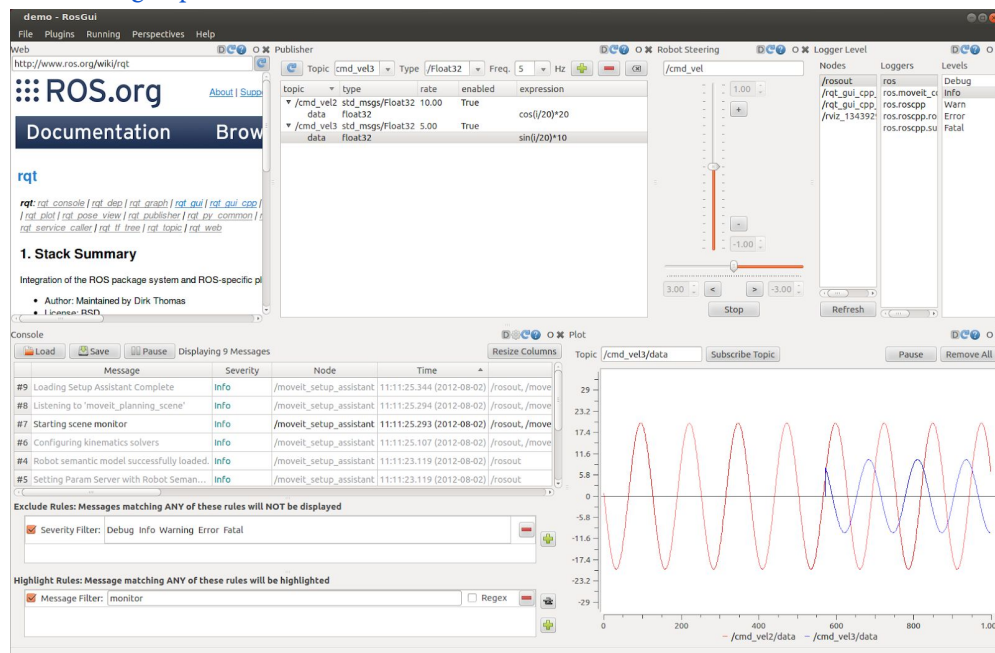 demo - RosGui
File Plugins Running Perspectives Help
Web
http://www.ros.org/wiki/rqt
ROS.org
About | Supp
Documentation Brow
rqt
rqt: rqt_console | rqt_dep | rqt_graph | rqt_gui | rqt_gui_cpp |
| rqt_plot | rqt_pose_view | rqt_publisher | rqt_py_common |
rqt_service_caller | rqt_tf_tree | rqt_topic | rqt_web
1. Stack Summary
Integration of the ROS package system and ROS-specific pl
• Author: Maintained by Dirk Thomas
• License: BSD
Publisher
Topic cmd_vel3 Type /Float32 Freq. 5 Hz
topic type rate enabled expression
/cmd_vel2 std_msgs/Float32 10.00 True
data float32 cos(i/20)*20
/cmd_vel3 std_msgs/Float32 5.00 True
data float32 sin(i/20)*10
Robot Steering
/cmd_vel
1.00
+
-
-1.00
3.00 < > -3.00
Stop
Logger Level
Nodes Loggers Levels
/rosout ros Debug
/rqt_gui_cpp_ ros.moveit_co Info
/rqt_gui_cpp_ ros.roscpp Warn
/rviz_134392 ros.roscpp.ro Error
ros.roscpp.su Fatal
Refresh
Console
Load Save Pause Displaying 9 Messages Resize Columns
Message Severity Node Time
#9 Loading Setup Assistant Complete Info /moveit_setup_assistant 11:11:25.344 (2012-08-02) /rosout, /move
#8 Listening to 'moveit_planning_scene' Info /moveit_setup_assistant 11:11:25.294 (2012-08-02) /rosout, /move
#7 Starting scene monitor Info /moveit_setup_assistant 11:11:25.293 (2012-08-02) /rosout, /move
#6 Configuring kinematics solvers Info /moveit_setup_assistant 11:11:25.107 (2012-08-02) /rosout, /move
#4 Robot semantic model successfully loaded. Info /moveit_setup_assistant 11:11:23.119 (2012-08-02) /rosout
#5 Setting Param Server with Robot Seman... Info /moveit_setup_assistant 11:11:23.119 (2012-08-02) /rosout
Exclude Rules: Messages matching ANY of these rules will NOT be displayed
Severity Filter: Debug Info Warning Error Fatal
Highlight Rules: Message matching ANY of these rules will be highlighted
Message Filter: monitor Regex
Plot
Topic /cmd_vel3/data Subscribe Topic Pause Remove All
29
23.2
17.4
11.6
5.8
0
-5.8
-11.6
-17.4
-23.2
-29
0 200 400 600 800 1.00
/cmd_vel2/data /cmd_vel3/data